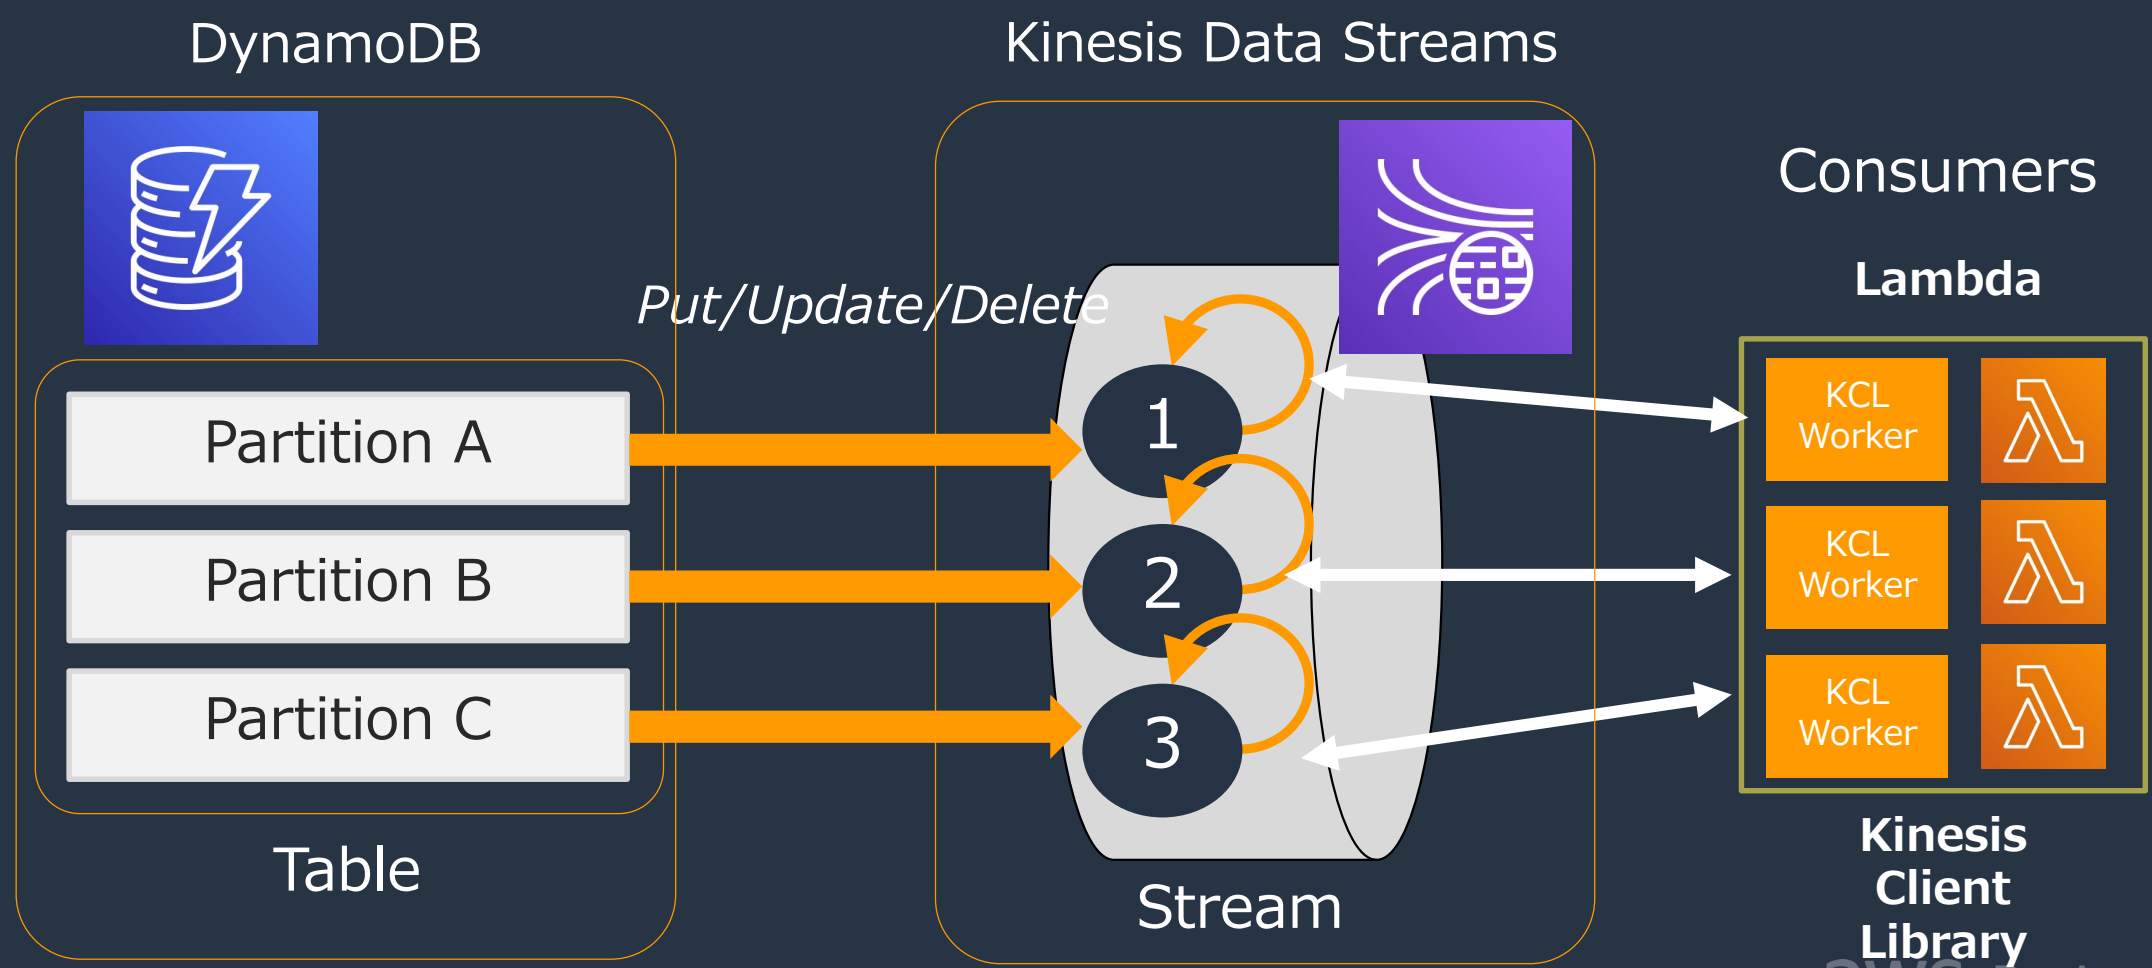 DynamoDB
Kinesis Data Streams
Consumers
Lambda
Put/Update/Delete
Partition A
Partition B
Partition C
Table
1
2
3
Stream
KCL
Worker
KCL
Worker
KCL
Worker
Kinesis
Client
Library